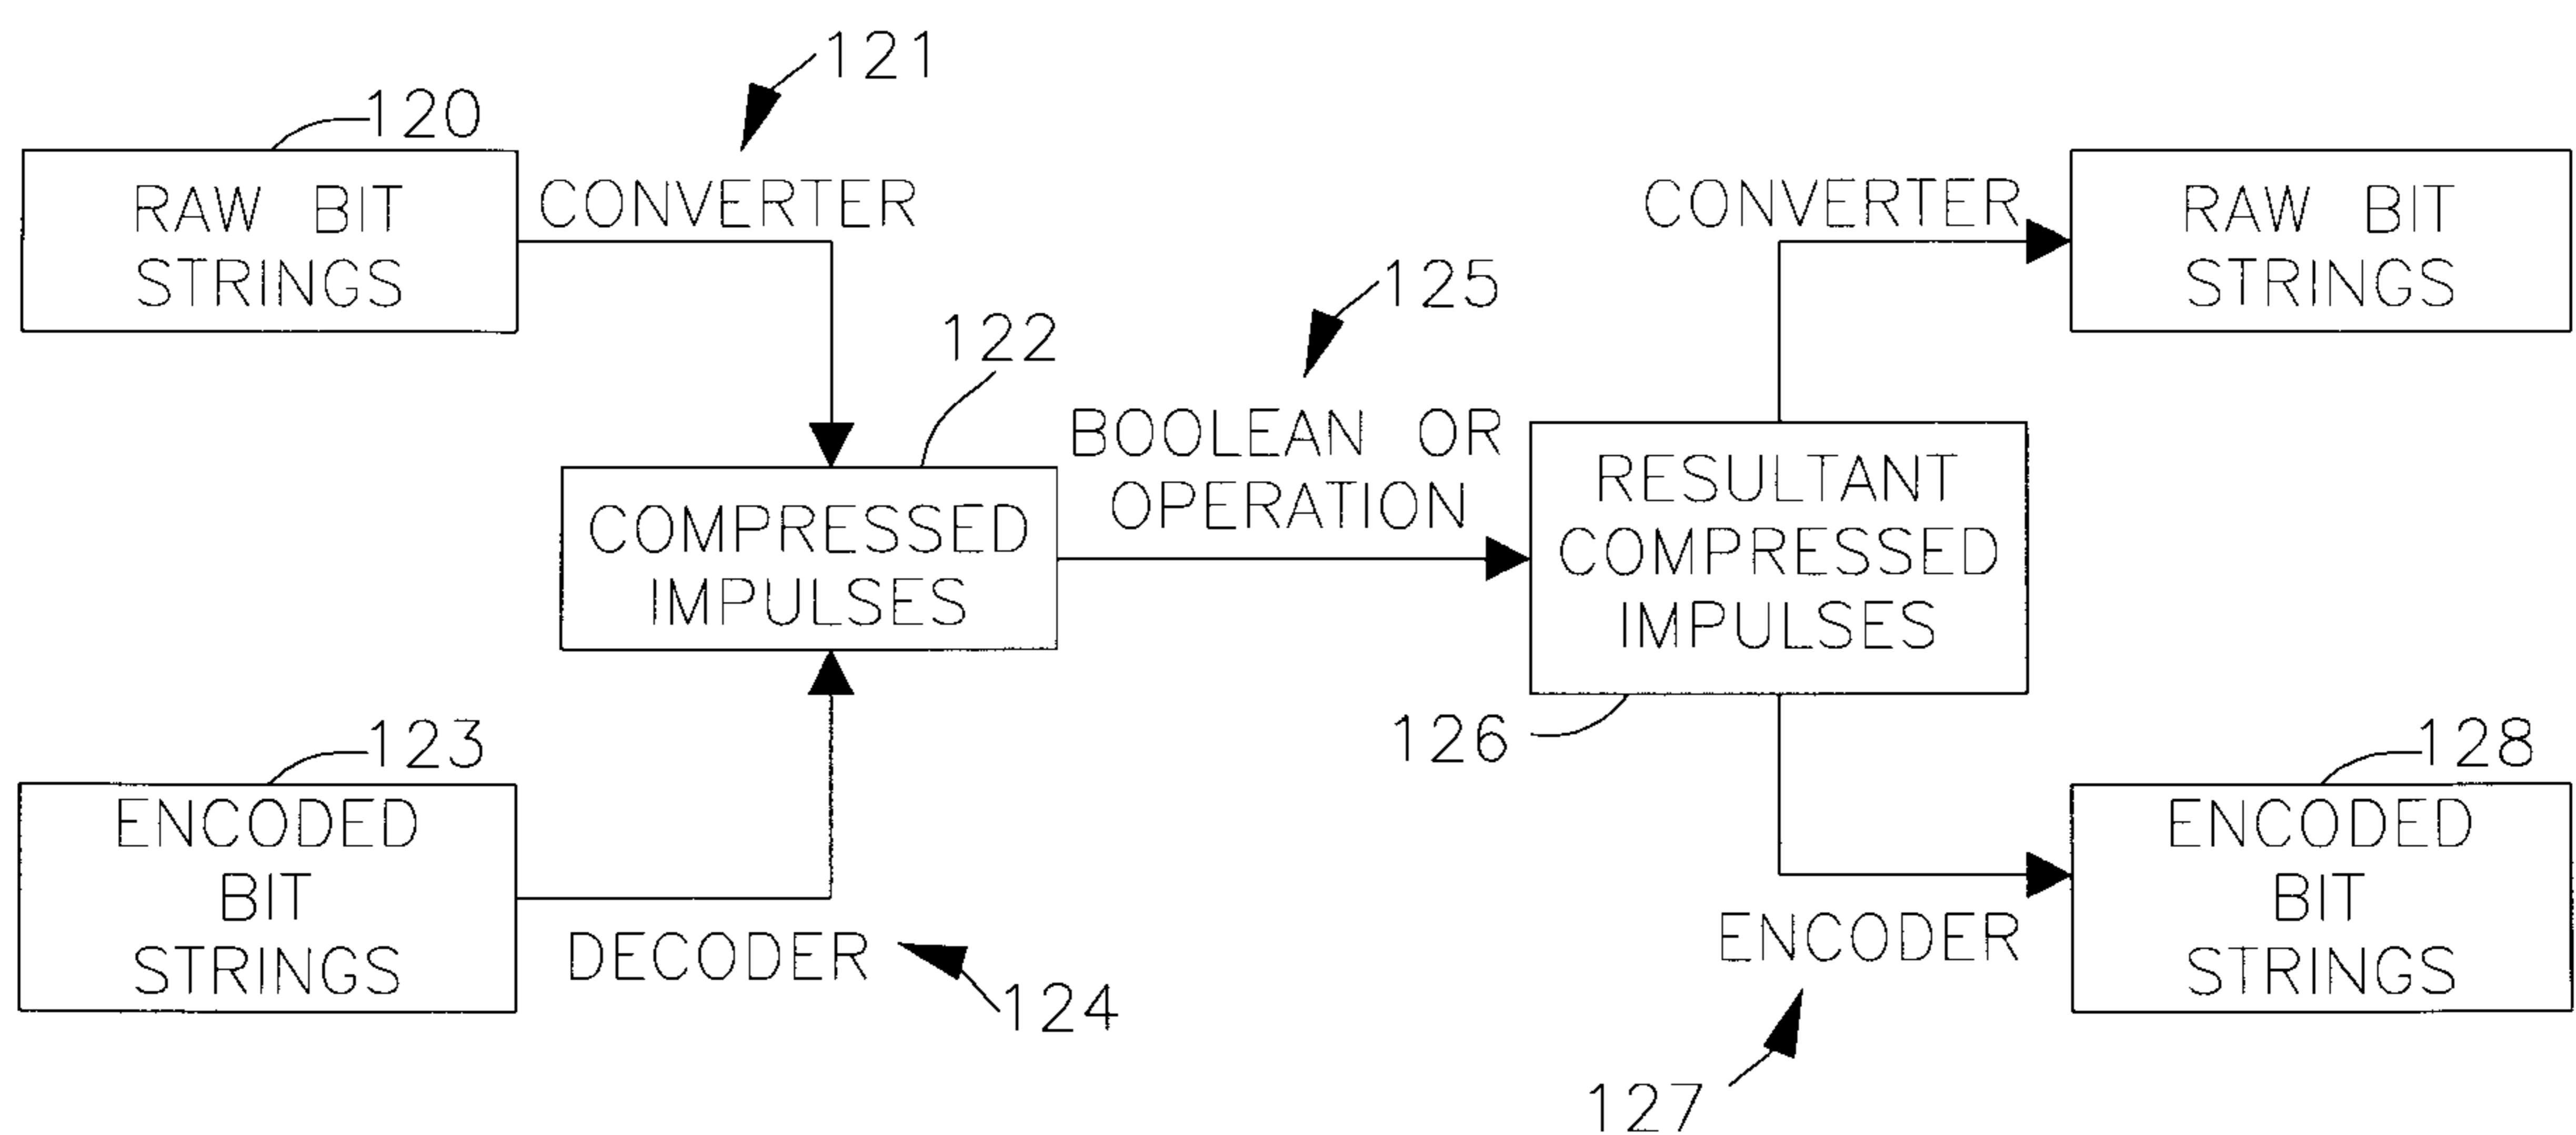 121
120
RAW BIT
STRINGS
CONVERTER
CONVERTER
RAW BIT
STRINGS
125
122
BOOLEAN OR
OPERATION
COMPRESSED
IMPULSES
RESULTANT
COMPRESSED
IMPULSES
123
126
128
ENCODED
BIT
STRINGS
DECODER
124
ENCODER
127
ENCODED
BIT
STRINGS